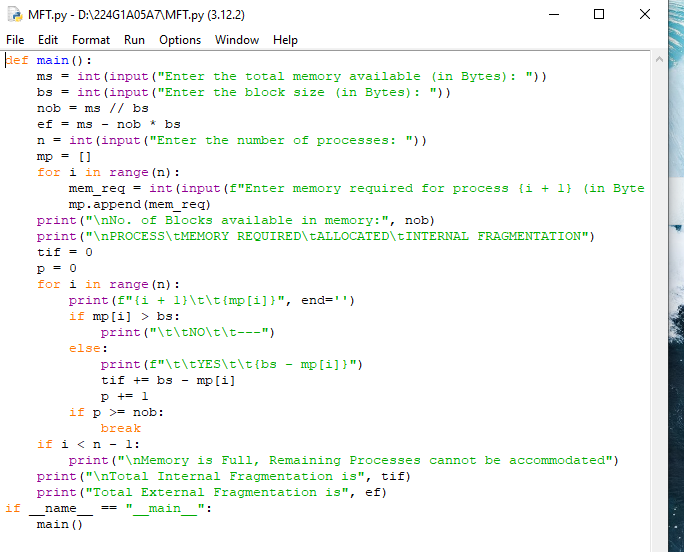 MFT.py - D:\224G1A05A7\MFT.py (3.12.2)
File Edit Format Run Options Window Help
def main():
    ms = int(input("Enter the total memory available (in Bytes): "))
    bs = int(input("Enter the block size (in Bytes): "))
    nob = ms // bs
    ef = ms - nob * bs
    n = int(input("Enter the number of processes: "))
    mp = []
    for i in range(n):
        mem_req = int(input(f"Enter memory required for process {i + 1} (in Byte
        mp.append(mem_req)
    print("\nNo. of Blocks available in memory:", nob)
    print("\nPROCESS\tMEMORY REQUIRED\tALLOCATED\tINTERNAL FRAGMENTATION")
    tif = 0
    p = 0
    for i in range(n):
        print(f"{i + 1}\t\t{mp[i]}", end='')
        if mp[i] > bs:
            print("\t\tNO\t\t---")
        else:
            print(f"\t\tYES\t\t{bs - mp[i]}")
            tif += bs - mp[i]
            p += 1
        if p >= nob:
            break
    if i < n - 1:
        print("\nMemory is Full, Remaining Processes cannot be accommodated")
    print("\nTotal Internal Fragmentation is", tif)
    print("Total External Fragmentation is", ef)
if __name__ == "__main__":
    main()